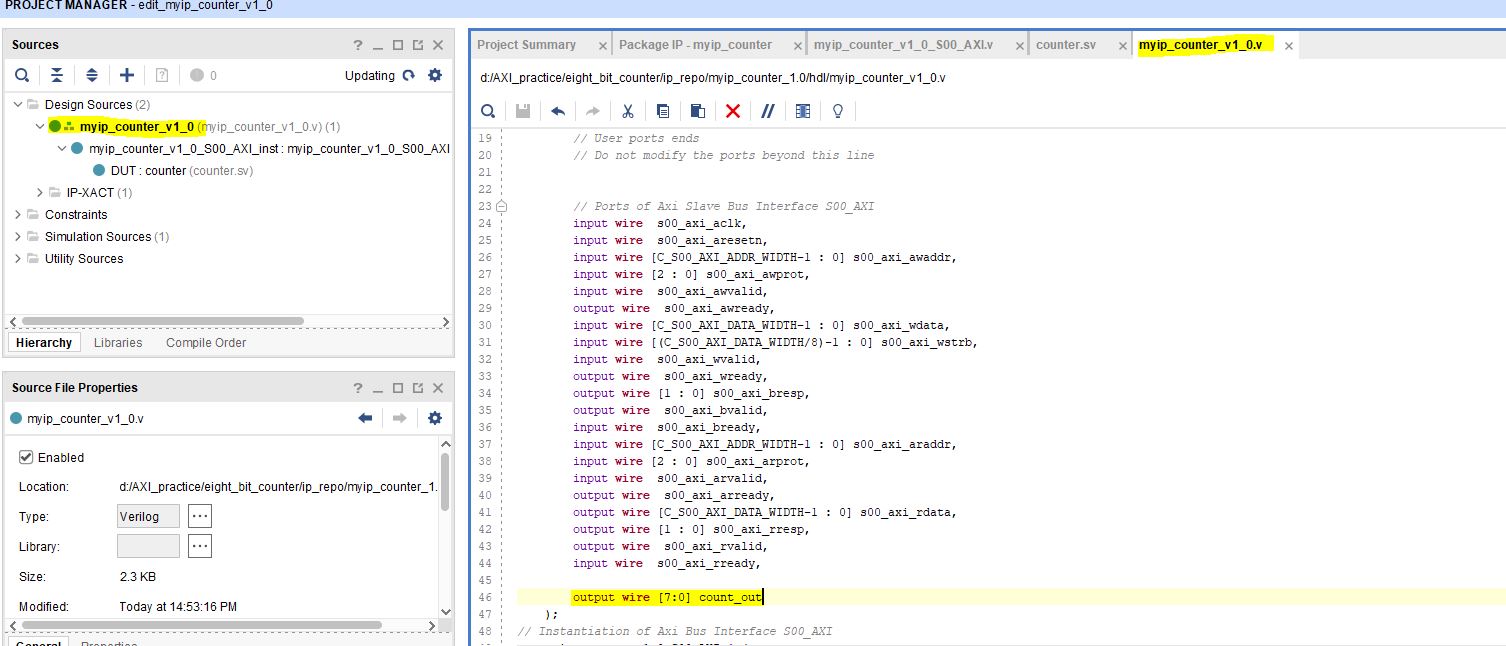 PROJECT MANAGER - edit_myip_counter_v1_0
Sources
? _
0
Updating
Design Sources (2)
myip_counter_v1_0 (myip_counter_v1_0.v) (1)
myip_counter_v1_0_S00_AXI_inst : myip_counter_v1_0_S00_AXI
DUT : counter (counter.sv)
IP-XACT (1)
Constraints
Simulation Sources (1)
Utility Sources
Hierarchy Libraries Compile Order
Source File Properties
? _
myip_counter_v1_0.v
Enabled
Location: d:/AXI_practice/eight_bit_counter/ip_repo/myip_counter_1.
Type: Verilog ...
Library: ...
Size: 2.3 KB
Modified: Today at 14:53:16 PM
General Properties
Project Summary × Package IP - myip_counter × myip_counter_v1_0_S00_AXI.v × counter.sv × myip_counter_v1_0.v ×
d:/AXI_practice/eight_bit_counter/ip_repo/myip_counter_1.0/hdl/myip_counter_v1_0.v
19 // User ports ends
20 // Do not modify the ports beyond this line
21
22
23 // Ports of Axi Slave Bus Interface S00_AXI
24 input wire  s00_axi_aclk,
25 input wire  s00_axi_aresetn,
26 input wire [C_S00_AXI_ADDR_WIDTH-1 : 0] s00_axi_awaddr,
27 input wire [2 : 0] s00_axi_awprot,
28 input wire  s00_axi_awvalid,
29 output wire  s00_axi_awready,
30 input wire [C_S00_AXI_DATA_WIDTH-1 : 0] s00_axi_wdata,
31 input wire [(C_S00_AXI_DATA_WIDTH/8)-1 : 0] s00_axi_wstrb,
32 input wire  s00_axi_wvalid,
33 output wire  s00_axi_wready,
34 output wire [1 : 0] s00_axi_bresp,
35 output wire  s00_axi_bvalid,
36 input wire  s00_axi_bready,
37 input wire [C_S00_AXI_ADDR_WIDTH-1 : 0] s00_axi_araddr,
38 input wire [2 : 0] s00_axi_arprot,
39 input wire  s00_axi_arvalid,
40 output wire  s00_axi_arready,
41 output wire [C_S00_AXI_DATA_WIDTH-1 : 0] s00_axi_rdata,
42 output wire [1 : 0] s00_axi_rresp,
43 output wire  s00_axi_rvalid,
44 input wire  s00_axi_rready,
45
46 output wire [7:0] count_out
47 );
48 // Instantiation of Axi Bus Interface S00_AXI